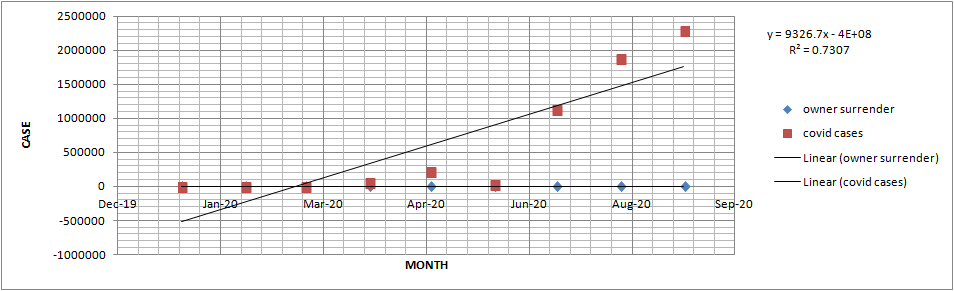 2500000
2000000
1500000
1000000
500000
0
-500000
-1000000
CASE
Dec-19 Jan-20 Mar-20 Apr-20 Jun-20 Aug-20 Sep-20
MONTH
y = 9326.7x - 4E+08
R² = 0.7307
owner surrender
covid cases
Linear (owner surrender)
Linear (covid cases)